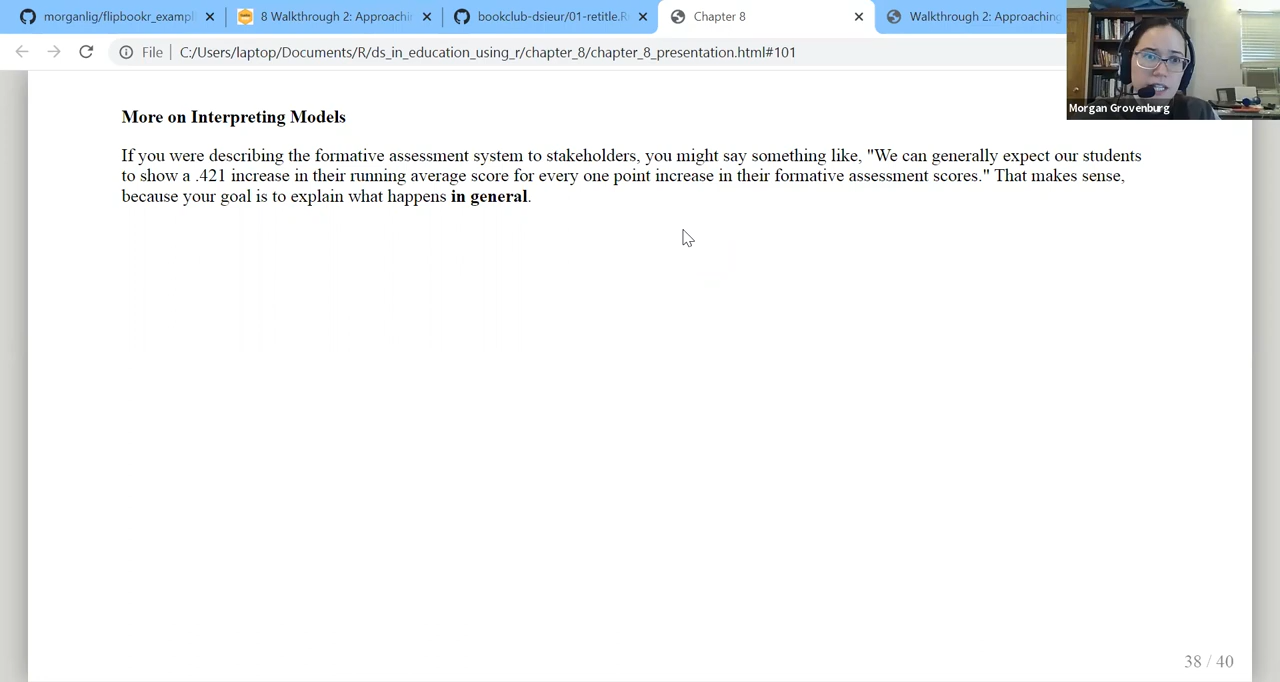 morganlig/flipbookr_exampl
8 Walkthrough 2: Approachin
bookclub-dsieur/01-retitle.R
Chapter 8
Walkthrough 2: Approaching
File | C:/Users/laptop/Documents/R/ds_in_education_using_r/chapter_8/chapter_8_presentation.html#101
Morgan Grovenburg
More on Interpreting Models
If you were describing the formative assessment system to stakeholders, you might say something like, "We can generally expect our students
to show a .421 increase in their running average score for every one point increase in their formative assessment scores." That makes sense,
because your goal is to explain what happens in general.
38 / 40